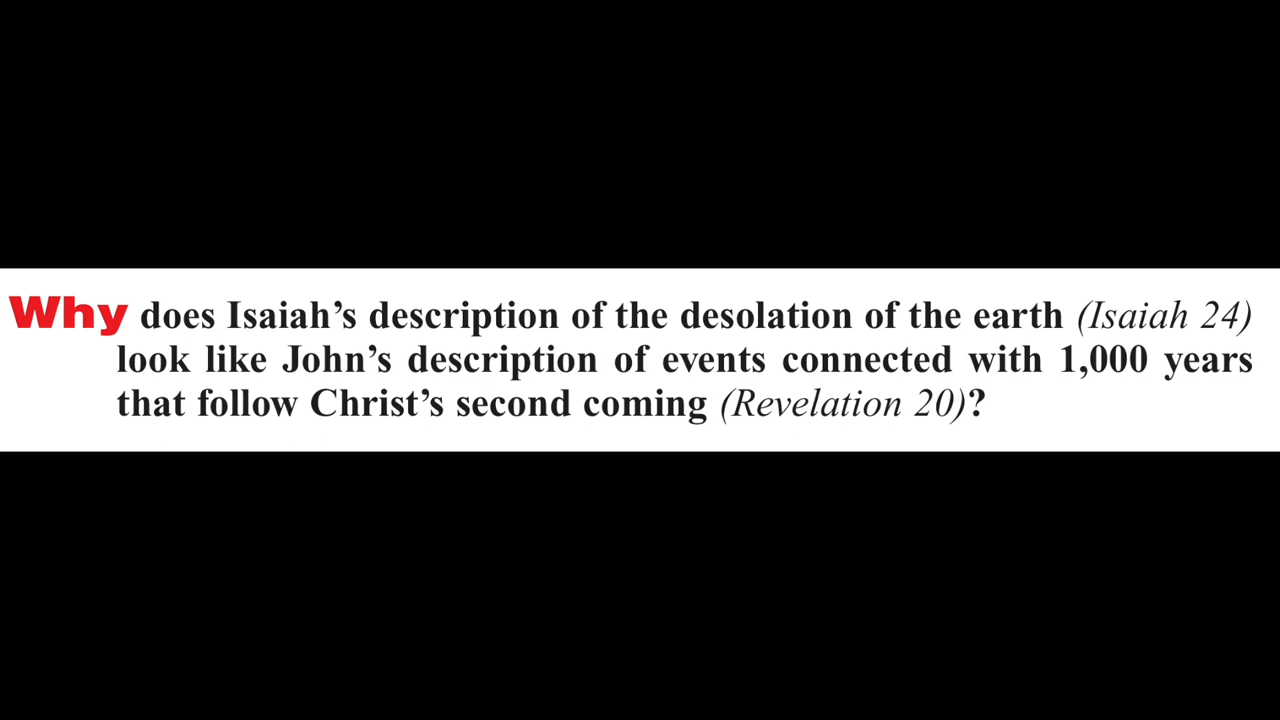 Why does Isaiah’s description of the desolation of the earth (Isaiah 24)
look like John’s description of events connected with 1,000 years
that follow Christ’s second coming (Revelation 20)?